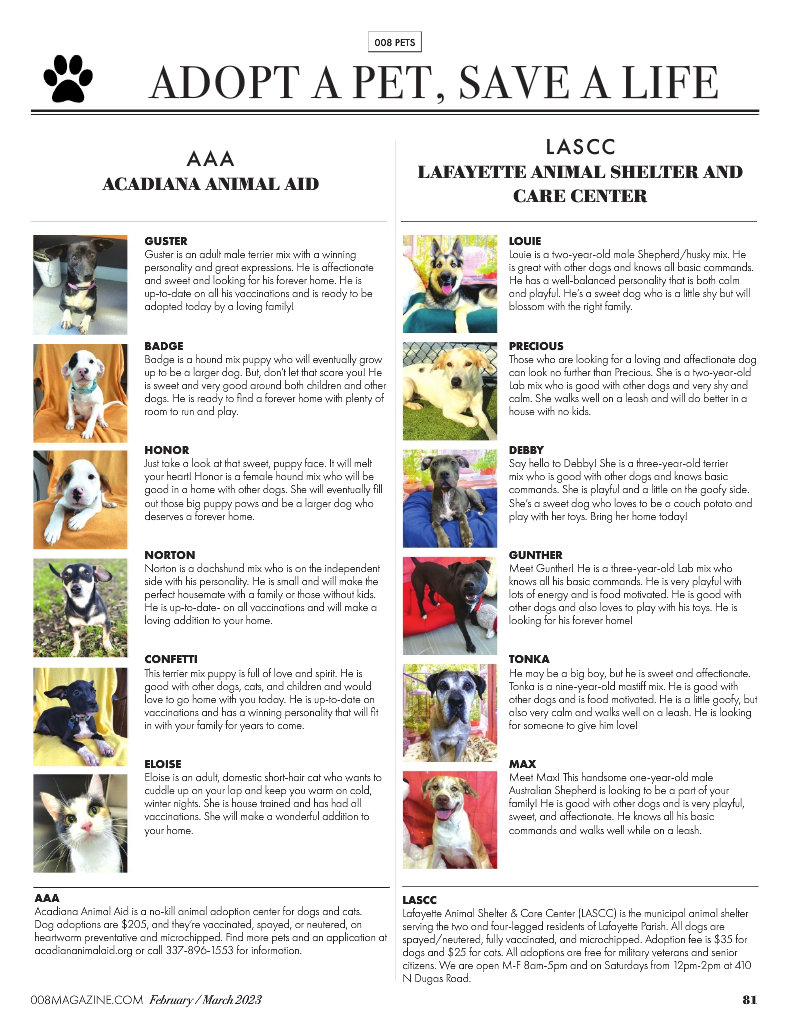 008 PETS
ADOPT A PET, SAVE A LIFE
AAA
ACADIANA ANIMAL AID
GUSTER
Guster is an adult male terrier mix with a winning
personality and great expressions. He is affectionate
and sweet and looking for his forever home. He is
up-to-date on all his vaccinations and is ready to be
adopted today by a loving family!
BADGE
Badge is a hound mix puppy who will eventually grow
up to be a larger dog. But, don't let that scare you! He
is sweet and very good around both children and other
dogs. He is ready to find a forever home with plenty of
room to run and play.
HONOR
Just take a look at that sweet, puppy face. It will melt
your heart! Honor is a female hound mix who will be
good in a home with other dogs. She will eventually fill
out those big puppy paws and be a larger dog who
deserves a forever home.
NORTON
Norton is a dachshund mix who is on the independent
side with his personality. He is small and will make the
perfect housemate with a family or those without kids.
He is up-to-date- on all vaccinations and will make a
loving addition to your home.
CONFETTI
This terrier mix puppy is full of love and spirit. He is
good with other dogs, cats, and children and would
love to go home with you today. He is up-to-date on
vaccinations and has a winning personality that will fit
in with your family for years to come.
ELOISE
Eloise is an adult, domestic short-hair cat who wants to
cuddle up on your lap and keep you warm on cold,
winter nights. She is house trained and has had all
vaccinations. She will make a wonderful addition to
your home.
AAA
Acadiana Animal Aid is a no-kill animal adoption center for dogs and cats.
Dog adoptions are $205, and they're vaccinated, spayed, or neutered, on
heartworm preventative and microchipped. Find more pets and an application at
acadiananimalaid.org or call 337-896-1553 for information.
LASCC
LAFAYETTE ANIMAL SHELTER AND
CARE CENTER
LOUIE
Louie is a two-year-old male Shepherd/husky mix. He
is great with other dogs and knows all basic commands.
He has a well-balanced personality that is both calm
and playful. He's a sweet dog who is a little shy but will
blossom with the right family.
PRECIOUS
Those who are looking for a loving and affectionate dog
can look no further than Precious. She is a two-year-old
Lab mix who is good with other dogs and very shy and
calm. She walks well on a leash and will do better in a
house with no kids.
DEBBY
Say hello to Debby! She is a three-year-old terrier
mix who is good with other dogs and knows basic
commands. She is playful and a little on the goofy side.
She's a sweet dog who loves to be a couch potato and
play with her toys. Bring her home today!
GUNTHER
Meet Gunther! He is a three-year-old Lab mix who
knows all his basic commands. He is very playful with
lots of energy and is food motivated. He is good with
other dogs and also loves to play with his toys. He is
looking for his forever home!
TONKA
He may be a big boy, but he is sweet and affectionate.
Tonka is a nine-year-old mastiff mix. He is good with
other dogs and is food motivated. He is a little goofy, but
also very calm and walks well on a leash. He is looking
for someone to give him love!
MAX
Meet Max! This handsome one-year-old male
Australian Shepherd is looking to be a part of your
family! He is good with other dogs and is very playful,
sweet, and affectionate. He knows all his basic
commands and walks well while on a leash.
LASCC
Lafayette Animal Shelter & Care Center (LASCC) is the municipal animal shelter
serving the two and four-legged residents of Lafayette Parish. All dogs are
spayed/neutered, fully vaccinated, and microchipped. Adoption fee is $35 for
dogs and $25 for cats. All adoptions are free for military veterans and senior
citizens. We are open M-F 8am-5pm and on Saturdays from 12pm-2pm at 410
N Dugas Road.
008MAGAZINE.COM February / March 2023
81